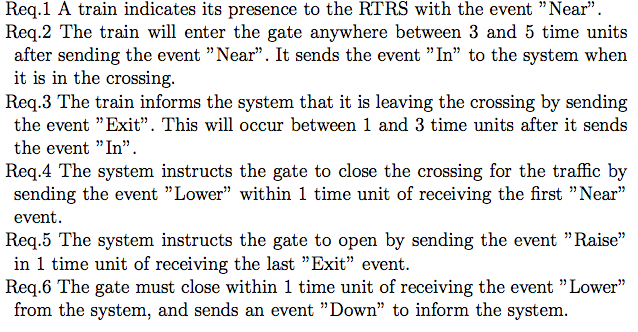 Req.1 A train indicates its presence to the RTRS with the event ”Near”.
Req.2 The train will enter the gate anywhere between 3 and 5 time units
after sending the event ”Near”. It sends the event ”In” to the system when
it is in the crossing.
Req.3 The train informs the system that it is leaving the crossing by sending
the event ”Exit”. This will occur between 1 and 3 time units after it sends
the event ”In”.
Req.4 The system instructs the gate to close the crossing for the traffic by
sending the event ”Lower” within 1 time unit of receiving the first ”Near”
event.
Req.5 The system instructs the gate to open by sending the event ”Raise”
in 1 time unit of receiving the last ”Exit” event.
Req.6 The gate must close within 1 time unit of receiving the event ”Lower”
from the system, and sends an event ”Down” to inform the system.